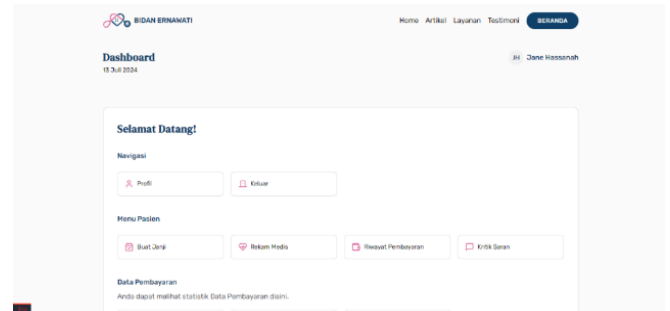 BIDAN ERNAWATI
Home Artikel Layanan Testimoni BERANDA
Dashboard
13 Juli 2024
JH Jane Hassanah
Selamat Datang!
Navigasi
Profil Keluar
Menu Pasien
Buat Janji Rekam Medis Riwayat Pembayaran Kritik Saran
Data Pembayaran
Anda dapat melihat statistik Data Pembayaran disini.